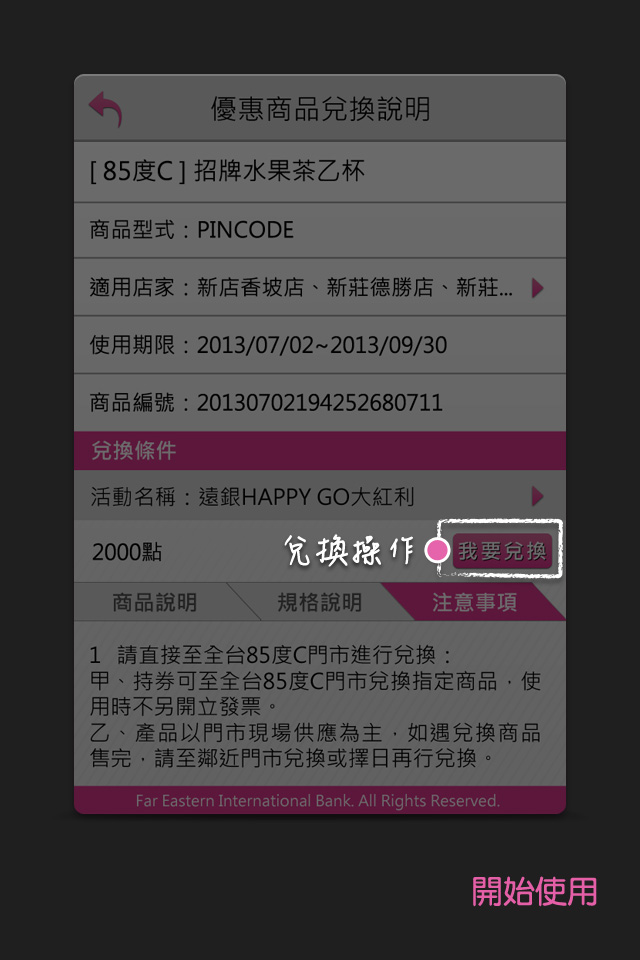 優惠商品兌換說明
[ 85度C ] 招牌水果茶乙杯
商品型式：PINCODE
適用店家：新店香坡店、新莊德勝店、新莊...
使用期限：2013/07/02~2013/09/30
商品編號：20130702194252680711
兌換條件
活動名稱：遠銀HAPPY GO大紅利
2000點 兌換操作 我要兌換
商品說明 規格說明 注意事項
1 請直接至全台85度C門市進行兌換：
甲、持券可至全台85度C門市兌換指定商品，使
用時不另開立發票。
乙、產品以門市現場供應為主，如遇兌換商品
售完，請至鄰近門市兌換或擇日再行兌換。
Far Eastern International Bank. All Rights Reserved.
開始使用